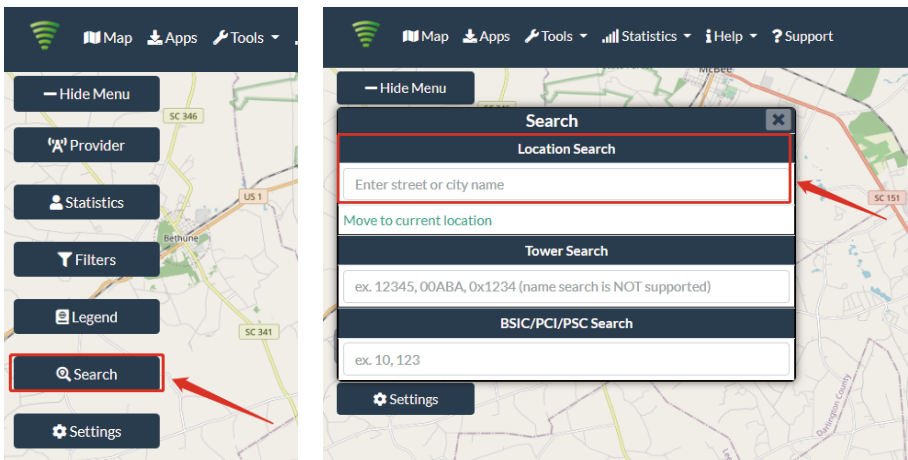 Map Apps Tools
Hide Menu
SC 346
Provider
US 1
Statistics
Bethune
Filters
Legend
SC 341
Search
Settings
Map Apps Tools Statistics Help Support
McBee
Hide Menu
Search
Location Search
Enter street or city name
SC 151
Move to current location
Tower Search
ex. 12345, 00ABA, 0x1234 (name search is NOT supported)
BSIC/PCI/PSC Search
ex. 10, 123
Settings
Darlington County